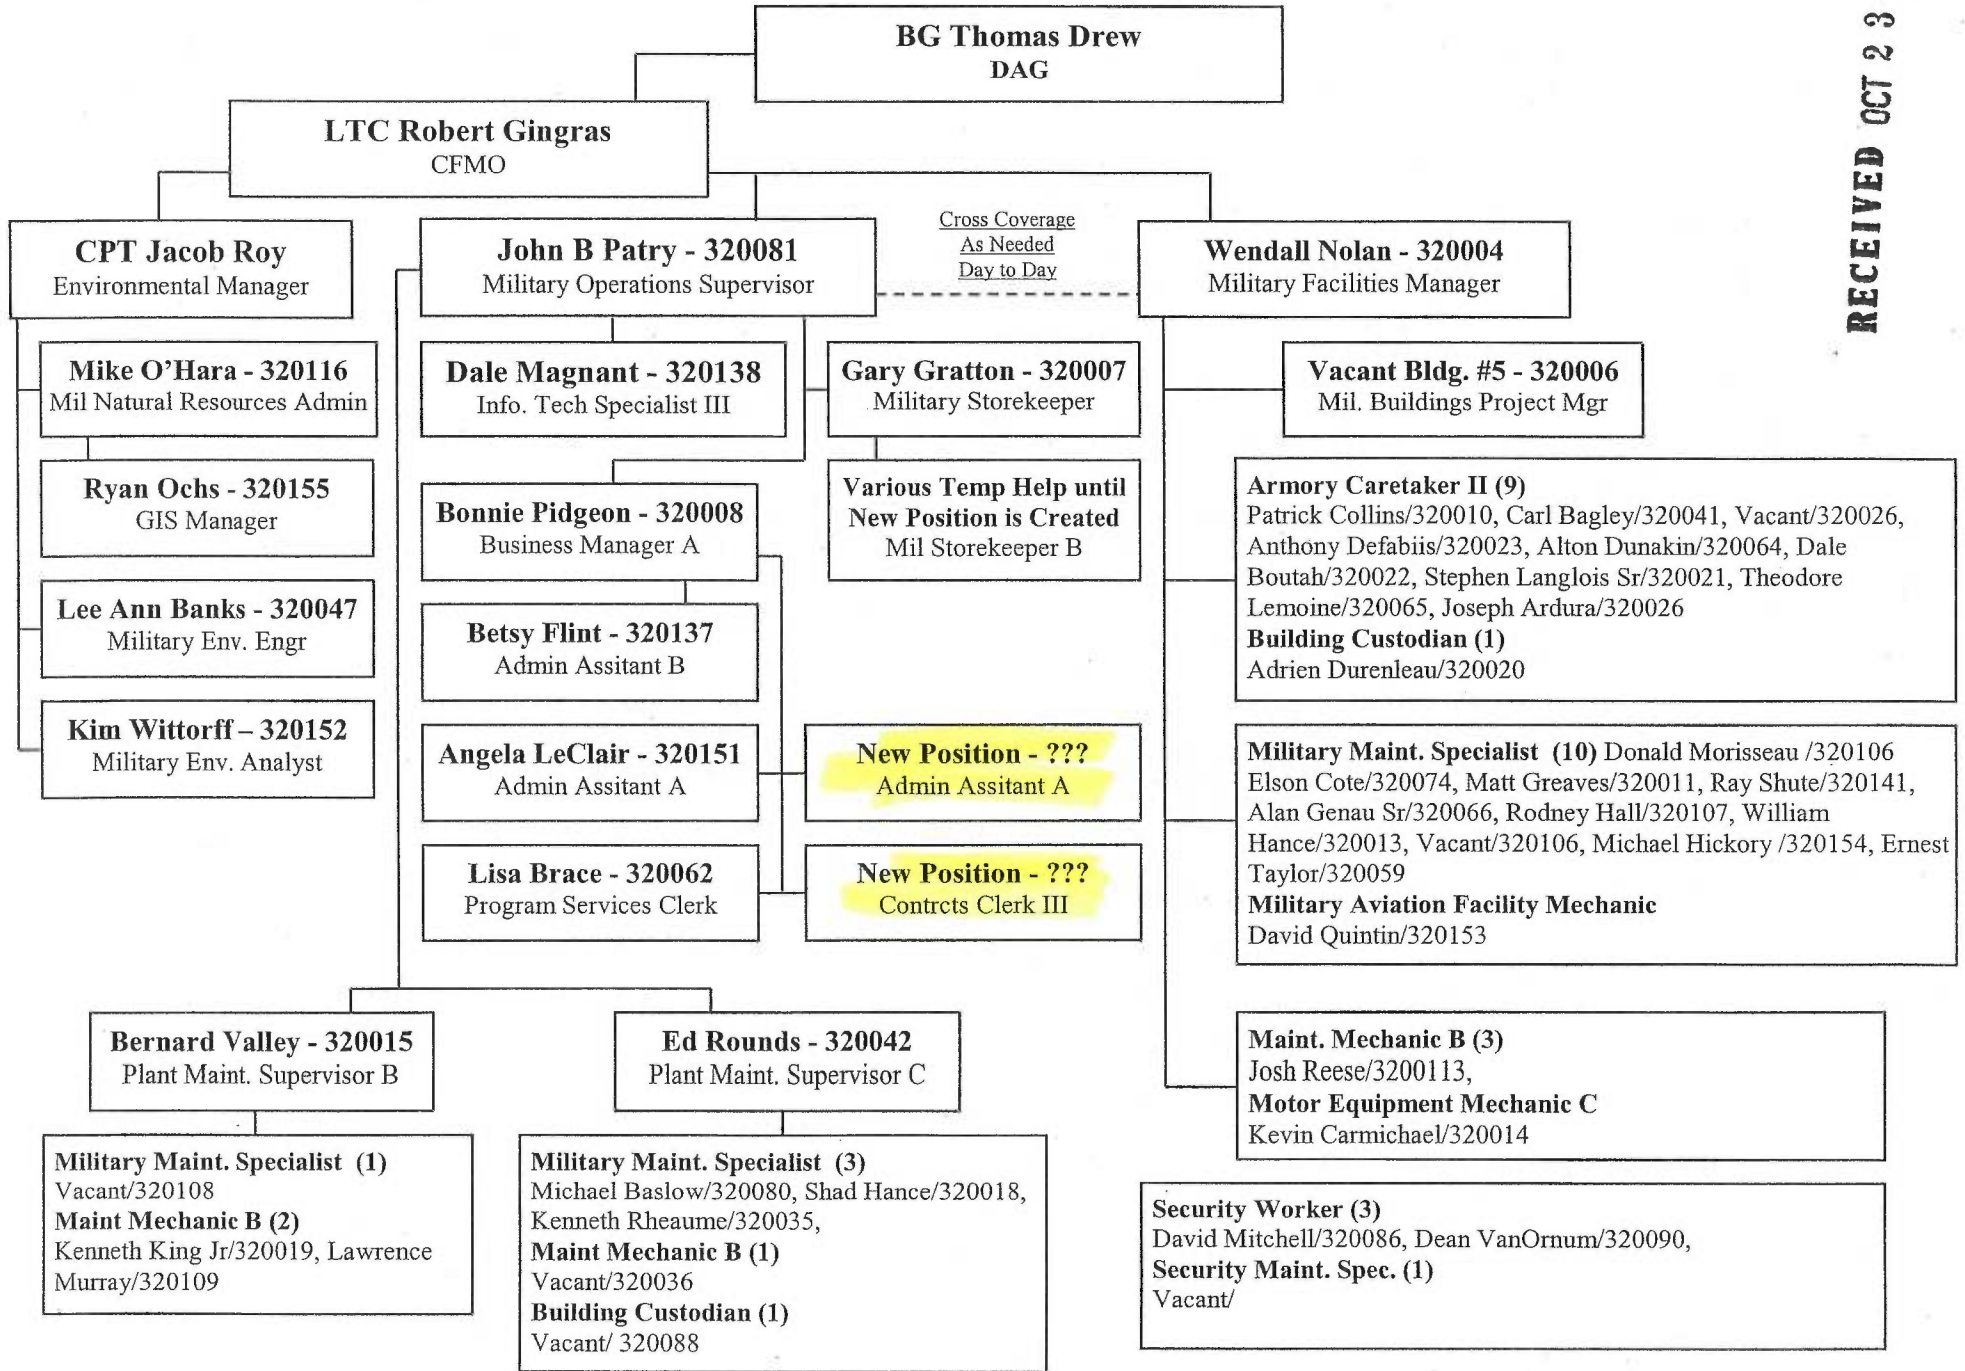 BG Thomas Drew
DAG
RECEIVED OCT 23
LTC Robert Gingras
CFMO
CPT Jacob Roy
Environmental Manager
John B Patry - 320081
Military Operations Supervisor
Cross Coverage
As Needed
Day to Day
Wendall Nolan - 320004
Military Facilities Manager
Mike O'Hara - 320116
Mil Natural Resources Admin
Ryan Ochs - 320155
GIS Manager
Lee Ann Banks - 320047
Military Env. Engr
Kim Wittorff – 320152
Military Env. Analyst
Dale Magnant - 320138
Info. Tech Specialist III
Gary Gratton - 320007
Military Storekeeper
Various Temp Help until
New Position is Created
Mil Storekeeper B
Bonnie Pidgeon - 320008
Business Manager A
Betsy Flint - 320137
Admin Assitant B
Angela LeClair - 320151
Admin Assitant A
New Position - ???
Admin Assitant A
Lisa Brace - 320062
Program Services Clerk
New Position - ???
Contrcts Clerk III
Vacant Bldg. #5 - 320006
Mil. Buildings Project Mgr
Armory Caretaker II (9)
Patrick Collins/320010, Carl Bagley/320041, Vacant/320026,
Anthony Defabiis/320023, Alton Dunakin/320064, Dale
Boutah/320022, Stephen Langlois Sr/320021, Theodore
Lemoine/320065, Joseph Ardura/320026
Building Custodian (1)
Adrien Durenleau/320020
Military Maint. Specialist (10) Donald Morisseau /320106
Elson Cote/320074, Matt Greaves/320011, Ray Shute/320141,
Alan Genau Sr/320066, Rodney Hall/320107, William
Hance/320013, Vacant/320106, Michael Hickory /320154, Ernest
Taylor/320059
Military Aviation Facility Mechanic
David Quintin/320153
Maint. Mechanic B (3)
Josh Reese/3200113,
Motor Equipment Mechanic C
Kevin Carmichael/320014
Security Worker (3)
David Mitchell/320086, Dean VanOrnum/320090,
Security Maint. Spec. (1)
Vacant/
Bernard Valley - 320015
Plant Maint. Supervisor B
Military Maint. Specialist (1)
Vacant/320108
Maint Mechanic B (2)
Kenneth King Jr/320019, Lawrence
Murray/320109
Ed Rounds - 320042
Plant Maint. Supervisor C
Military Maint. Specialist (3)
Michael Baslow/320080, Shad Hance/320018,
Kenneth Rheaume/320035,
Maint Mechanic B (1)
Vacant/320036
Building Custodian (1)
Vacant/ 320088